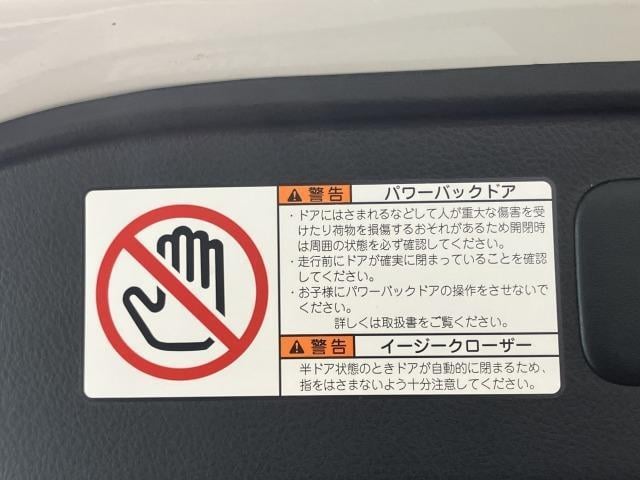 警告 パワーバックドア
・ドアにはさまれるなどして人が重大な傷害を受
けたり荷物を損傷するおそれがあるため開閉時
は周囲の状態を必ず確認してください。
・走行前にドアが確実に閉まっていることを確認
してください。
・お子様にパワーバックドアの操作をさせないで
ください。
詳しくは取扱書をご覧ください。
警告 イージークローザー
半ドア状態のときドアが自動的に閉まるため、
指をはさまないよう十分注意してください。